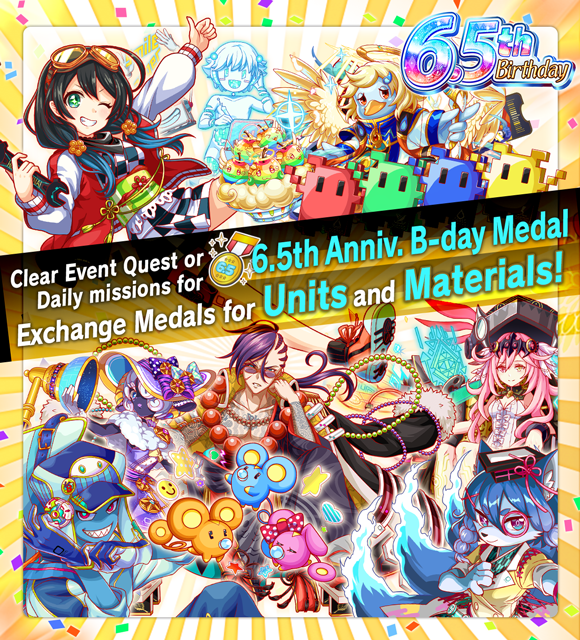 6.5th
Birthday
Clear Event Quest or
Daily missions for
6.5th Anniv. B-day Medal
Exchange Medals for Units and Materials!